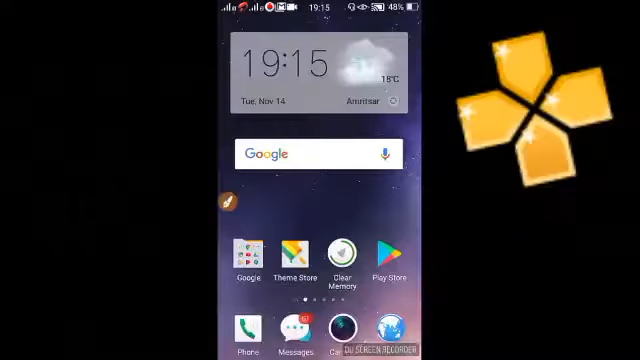 19:15
48%
19:15
18°C
Tue, Nov 14
Amritsar
Google
Google
Theme Store
Clear Memory
Play Store
Phone
Messages
DU SCREEN RECORDER